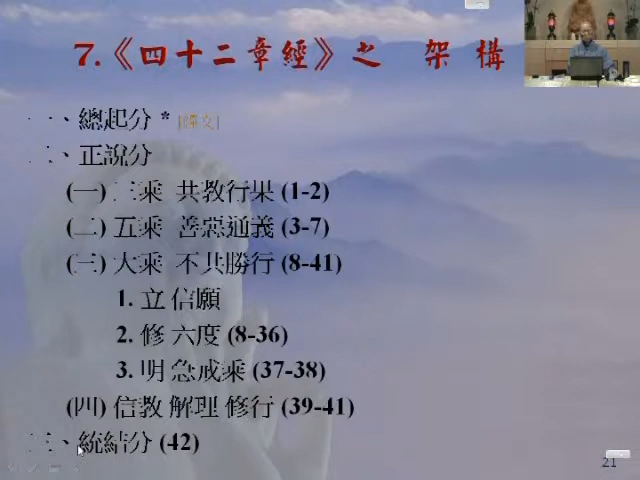 7.《四十二章經》之 架 構
一、總起分 * [課文]
二、正說分
(一) 三乘 共教行果 (1-2)
(二) 五乘 善惡通義 (3-7)
(三) 大乘 不共勝行 (8-41)
1. 立 信願
2. 修 六度 (8-36)
3. 明 急戒乘 (37-38)
(四) 信教 解理 修行 (39-41)
三、統結分 (42)
21